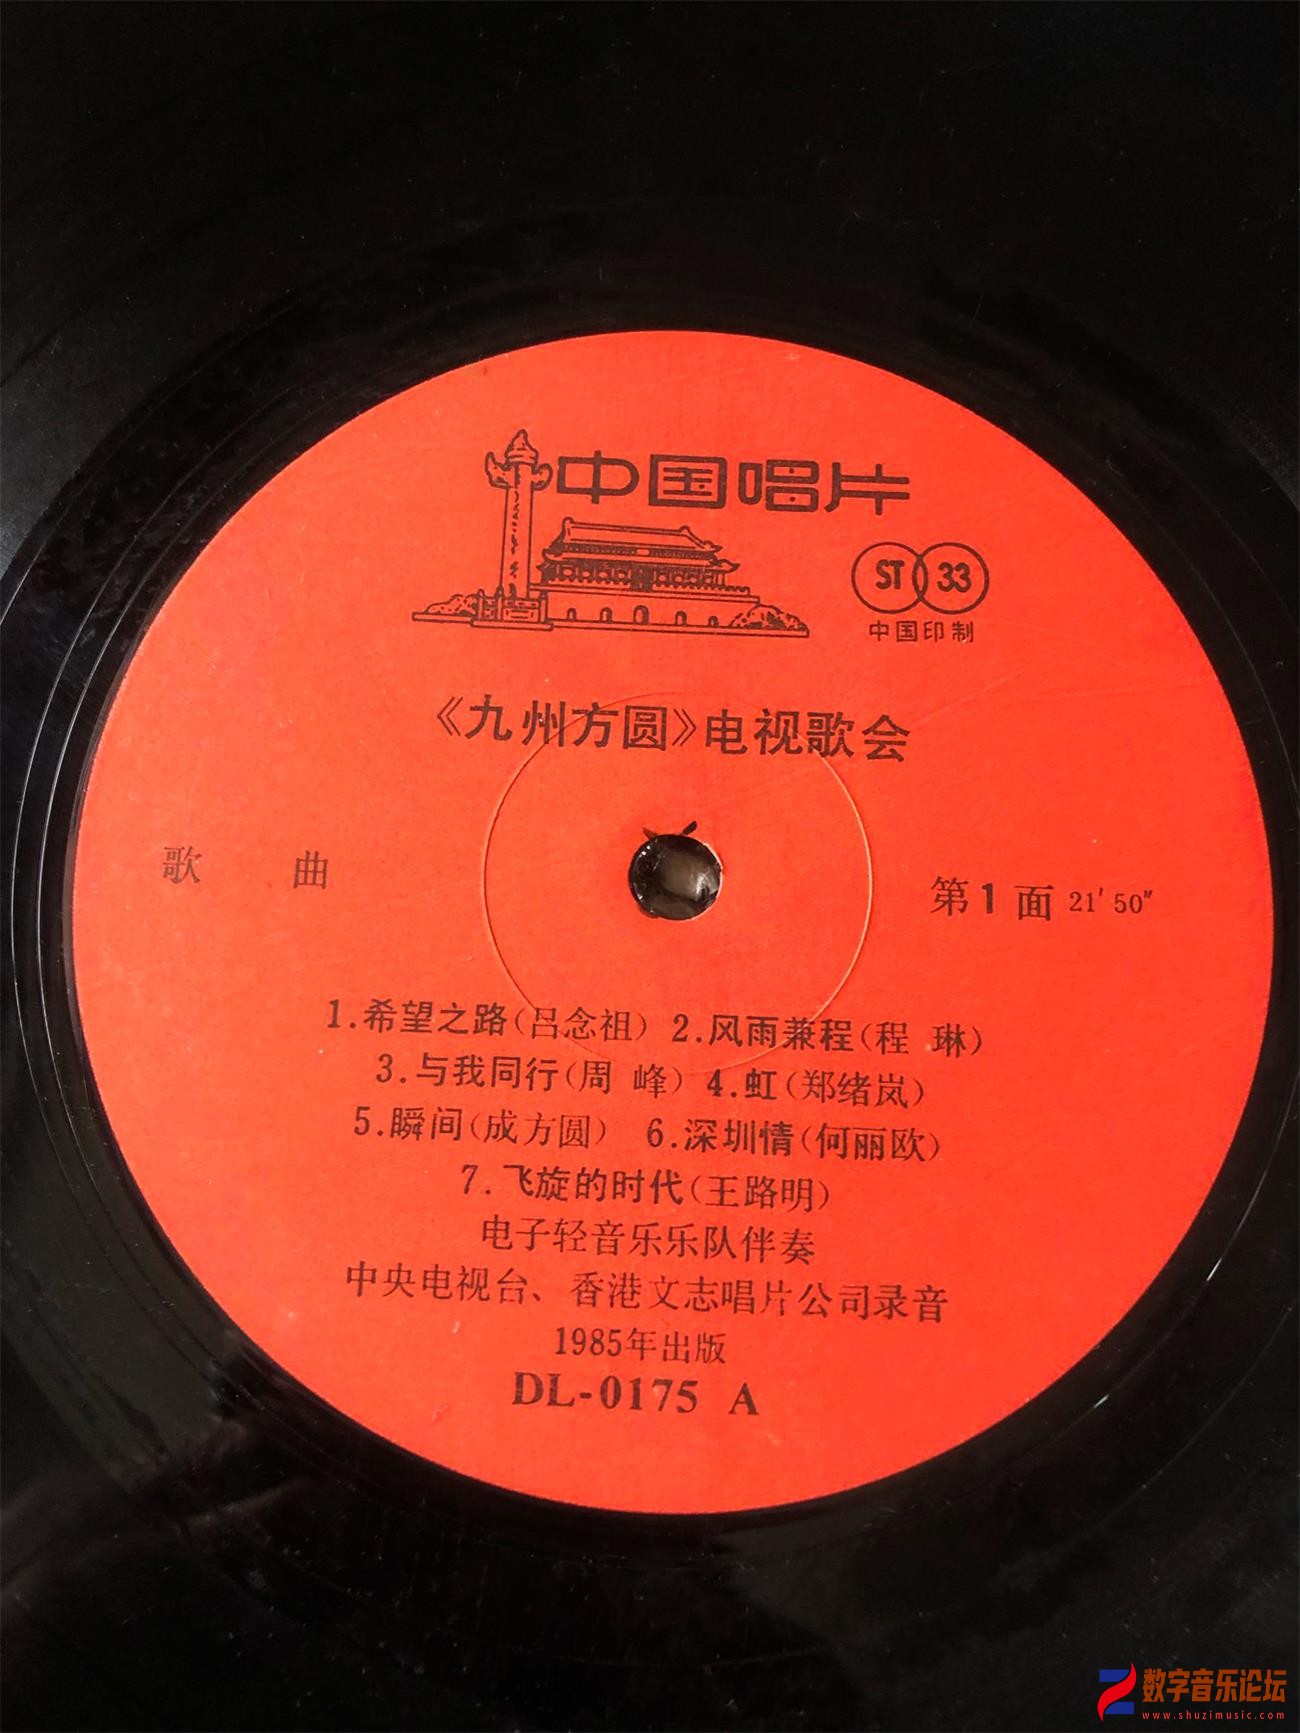 中国唱片
ST 33
中国印制
《九州方圆》电视歌会
歌 曲
第1面 21′50″
1.希望之路(吕念祖) 2.风雨兼程(程 琳)
3.与我同行(周 峰) 4.虹(郑绪岚)
5.瞬间(成方圆) 6.深圳情(何丽欧)
7.飞旋的时代(王路明)
电子轻音乐乐队伴奏
中央电视台、香港文志唱片公司录音
1985年出版
DL-0175 A
数字音乐论坛
www.shuzimusic.com